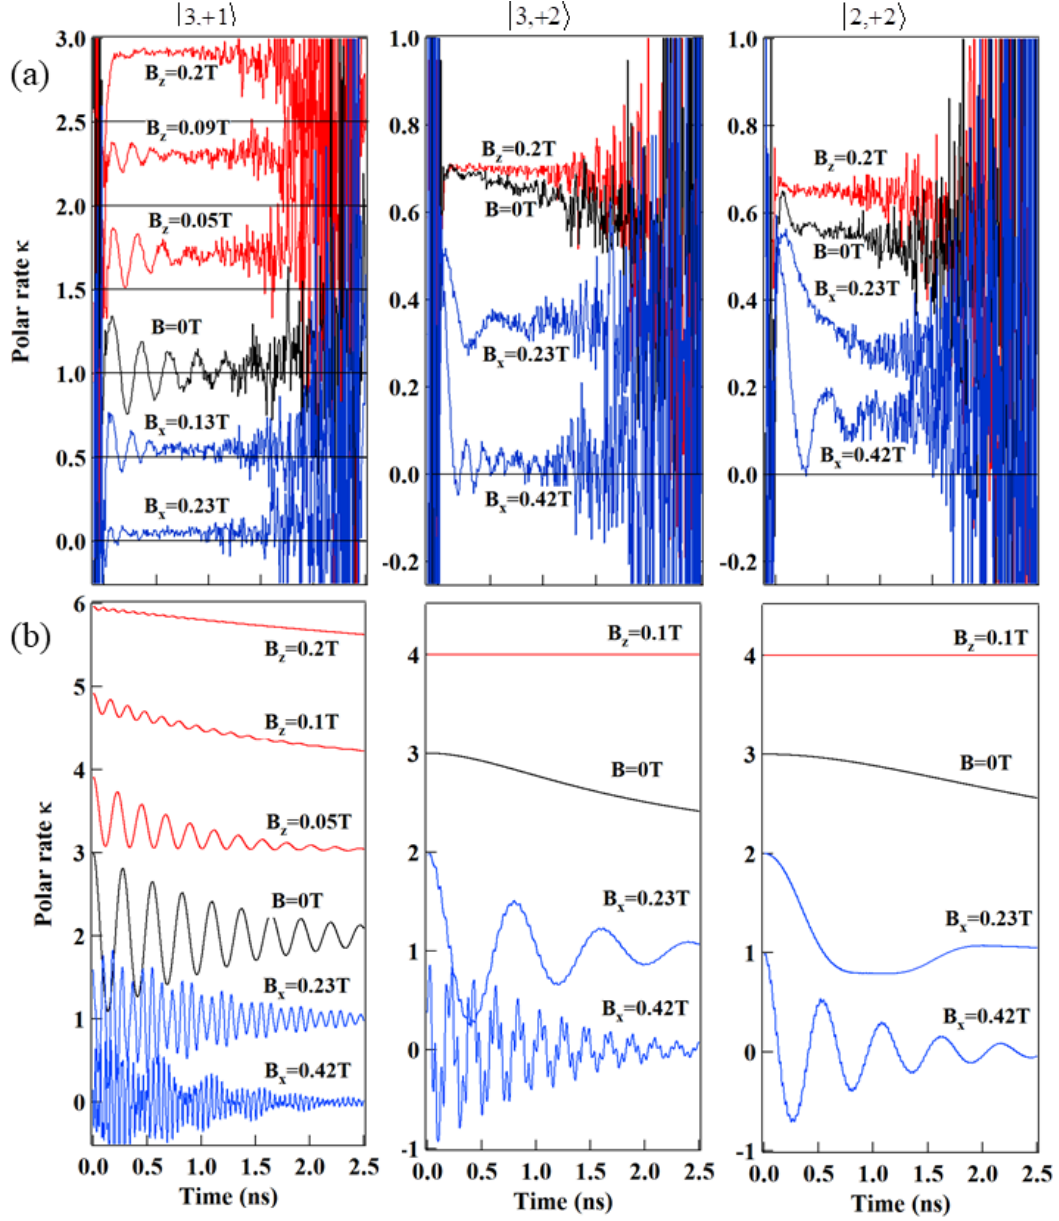 |3,+1⟩ |3,+2⟩ |2,+2⟩
(a)
Polar rate κ
3.0
2.5
2.0
1.5
1.0
0.5
0.0
B_z=0.2T
B_z=0.09T
B_z=0.05T
B=0T
B_x=0.13T
B_x=0.23T
1.0
0.8
0.6
0.4
0.2
0.0
-0.2
B_z=0.2T
B=0T
B_x=0.23T
B_x=0.42T
1.0
0.8
0.6
0.4
0.2
0.0
-0.2
B_z=0.2T
B=0T
B_x=0.23T
B_x=0.42T
(b)
Polar rate κ
6
5
4
3
2
1
0
B_z=0.2T
B_z=0.1T
B_z=0.05T
B=0T
B_x=0.23T
B_x=0.42T
0.0 0.5 1.0 1.5 2.0 2.5
Time (ns)
4
3
2
1
0
-1
B_z=0.1T
B=0T
B_x=0.23T
B_x=0.42T
0.0 0.5 1.0 1.5 2.0 2.5
Time (ns)
4
3
2
1
0
-1
B_z=0.1T
B=0T
B_x=0.23T
B_x=0.42T
0.0 0.5 1.0 1.5 2.0 2.5
Time (ns)